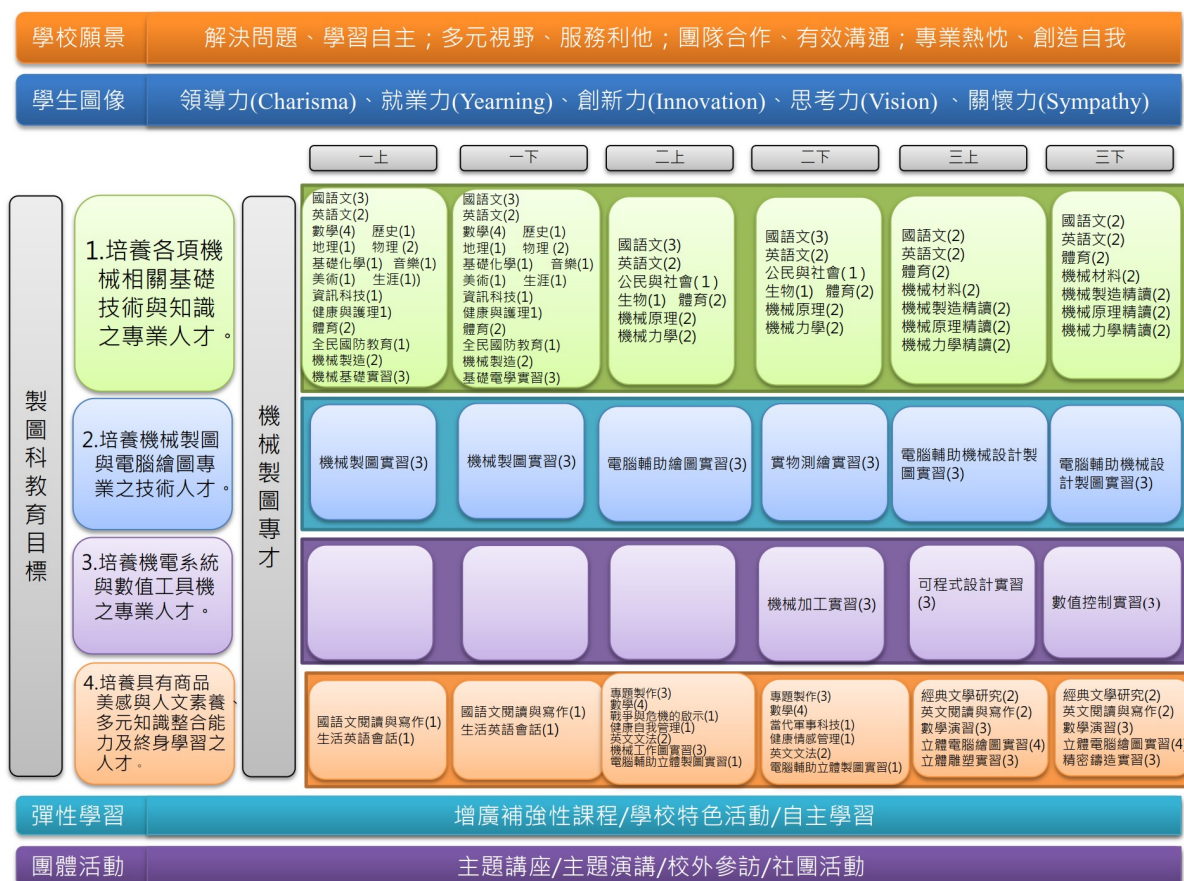 學校願景
解決問題、學習自主；多元視野、服務利他；團隊合作、有效溝通；專業熱忱、創造自我
學生圖像
領導力(Charisma)、就業力(Yearning)、創新力(Innovation)、思考力(Vision) 、關懷力(Sympathy)
一上
一下
二上
二下
三上
三下
製圖科教育目標
機械製圖專才
1.培養各項機
械相關基礎
技術與知識
之專業人才。
國語文(3)
英語文(2)
數學(4) 歷史(1)
地理(1) 物理(2)
基礎化學(1) 音樂(1)
美術(1) 生涯(1))
資訊科技(1)
健康與護理1)
體育(2)
全民國防教育(1)
機械製造(2)
機械基礎實習(3)
國語文(3)
英語文(2)
數學(4) 歷史(1)
地理(1) 物理(2)
基礎化學(1) 音樂(1)
美術(1) 生涯(1)
資訊科技(1)
健康與護理1)
體育(2)
全民國防教育(1)
機械製造(2)
基礎電學實習(3)
國語文(3)
英語文(2)
公民與社會(1)
生物(1) 體育(2)
機械原理(2)
機械力學(2)
國語文(3)
英語文(2)
公民與社會(1)
生物(1) 體育(2)
機械原理(2)
機械力學(2)
國語文(2)
英語文(2)
體育(2)
機械材料(2)
機械製造精讀(2)
機械原理精讀(2)
機械力學精讀(2)
國語文(2)
英語文(2)
體育(2)
機械材料(2)
機械製造精讀(2)
機械原理精讀(2)
機械力學精讀(2)
2.培養機械製圖
與電腦繪圖專
業之技術人才。
機械製圖實習(3)
機械製圖實習(3)
電腦輔助繪圖實習(3)
實物測繪實習(3)
電腦輔助機械設計製
圖實習(3)
電腦輔助機械設
計製圖實習(3)
3.培養機電系統
與數值工具機
之專業人才。
機械加工實習(3)
可程式設計實習
(3)
數值控制實習(3)
4.培養具有商品
美感與人文素養、
多元知識整合能
力及終身學習之
人才。
國語文閱讀與寫作(1)
生活英語會話(1)
國語文閱讀與寫作(1)
生活英語會話(1)
專題製作(3)
數學(4)
戰爭與危機的啟示(1)
健康自我管理(1)
英文文法(2)
機械工作圖實習(3)
電腦輔助立體製圖實習(1)
專題製作(3)
數學(4)
當代軍事科技(1)
健康情感管理(1)
英文文法(2)
電腦輔助立體製圖實習(1)
經典文學研究(2)
英文閱讀與寫作(2)
數學演習(3)
立體電腦繪圖實習(4)
立體雕塑實習(3)
經典文學研究(2)
英文閱讀與寫作(2)
數學演習(3)
立體電腦繪圖實習(4)
精密鑄造實習(3)
彈性學習
增廣補強性課程/學校特色活動/自主學習
團體活動
主題講座/主題演講/校外參訪/社團活動